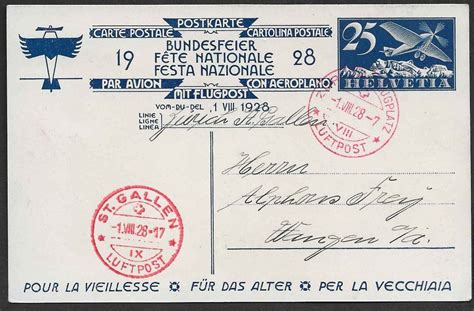 POSTKARTE
CARTE POSTALE CARTOLINA POSTALE
19 BUNDESFEIER 28
FÊTE NATIONALE
FESTA NAZIONALE
PAR AVION CON AEROPLANO
MIT FLUGPOST
VOM-DU-DEL 1 VIII 1928
LINIE
LIGNE
LINEA
Zürich St. Gallen
25
HELVETIA
FLUGPLATZ
-1.VIII.28-7
VIII
LUFTPOST
Herrn
Alphons Frey
Wangen
ST. GALLEN
-1.VIII.28-17
IX
LUFTPOST
POUR LA VIEILLESSE FÜR DAS ALTER PER LA VECCHIAIA